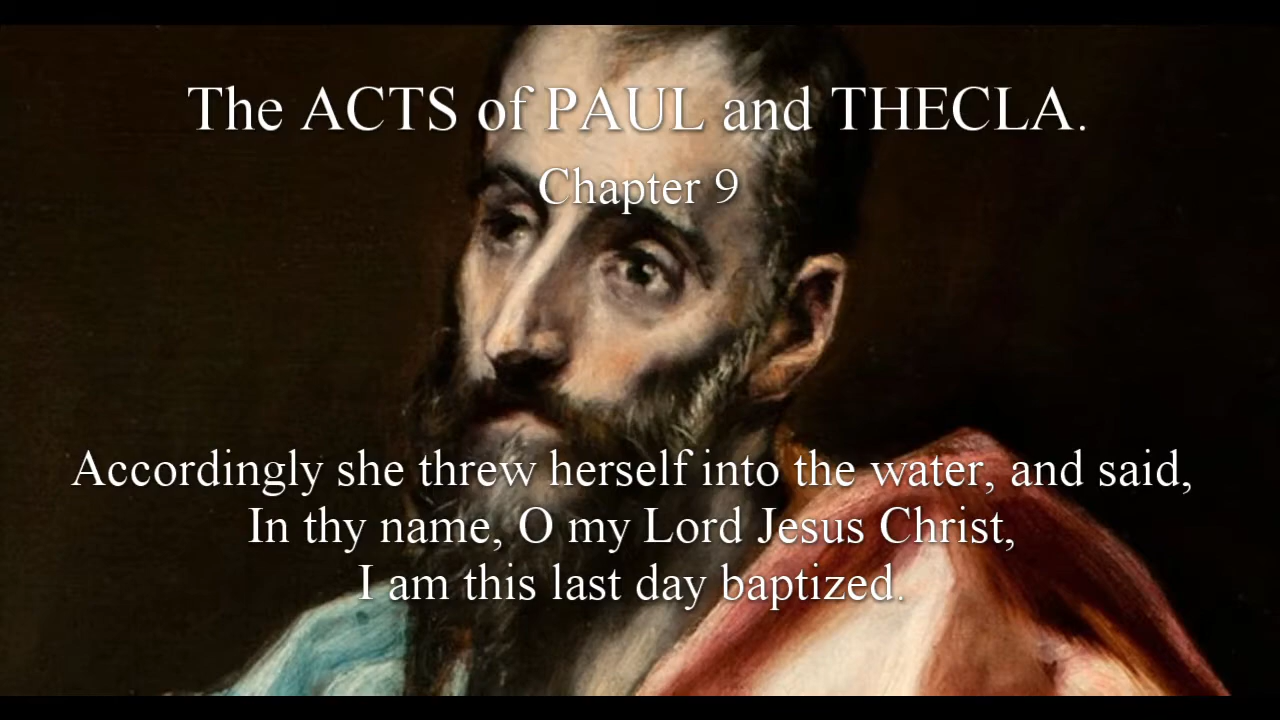 The ACTS of PAUL and THECLA.
Chapter 9
Accordingly she threw herself into the water, and said,
In thy name, O my Lord Jesus Christ,
I am this last day baptized.